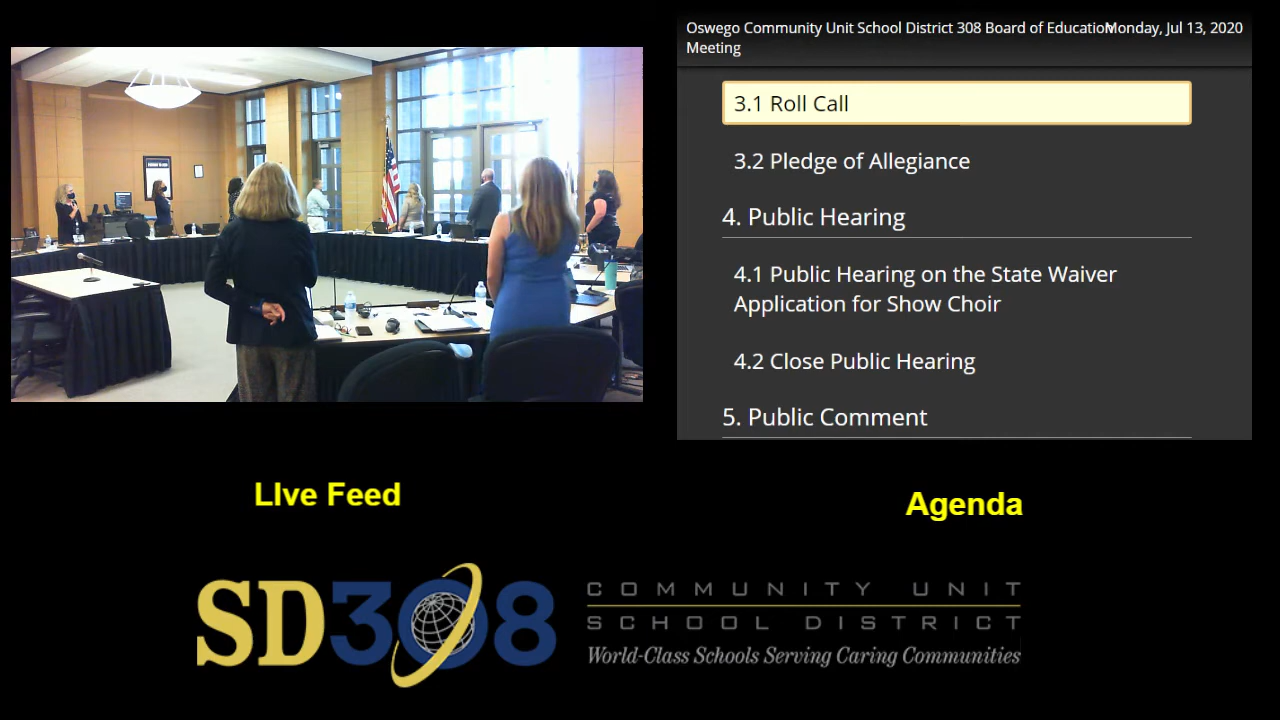 Oswego Community Unit School District 308 Board of Education
Monday, Jul 13, 2020
Meeting
3.1 Roll Call
3.2 Pledge of Allegiance
4. Public Hearing
4.1 Public Hearing on the State Waiver
Application for Show Choir
4.2 Close Public Hearing
5. Public Comment
LIve Feed
Agenda
SD308
COMMUNITY UNIT
SCHOOL DISTRICT
World-Class Schools Serving Caring Communities